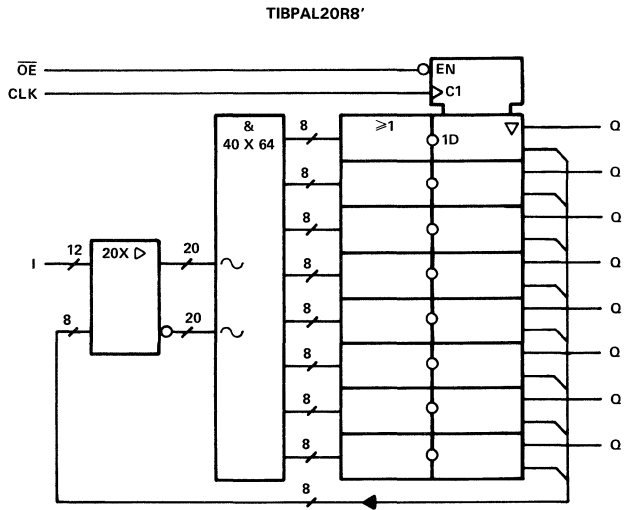 TIBPAL20R8'
OE
EN
CLK
C1
&
40 X 64
8
≥1
1D
▽
Q
8
Q
8
Q
I
12
20X ▷
20
8
Q
8
20
8
Q
8
Q
8
Q
8
Q
8